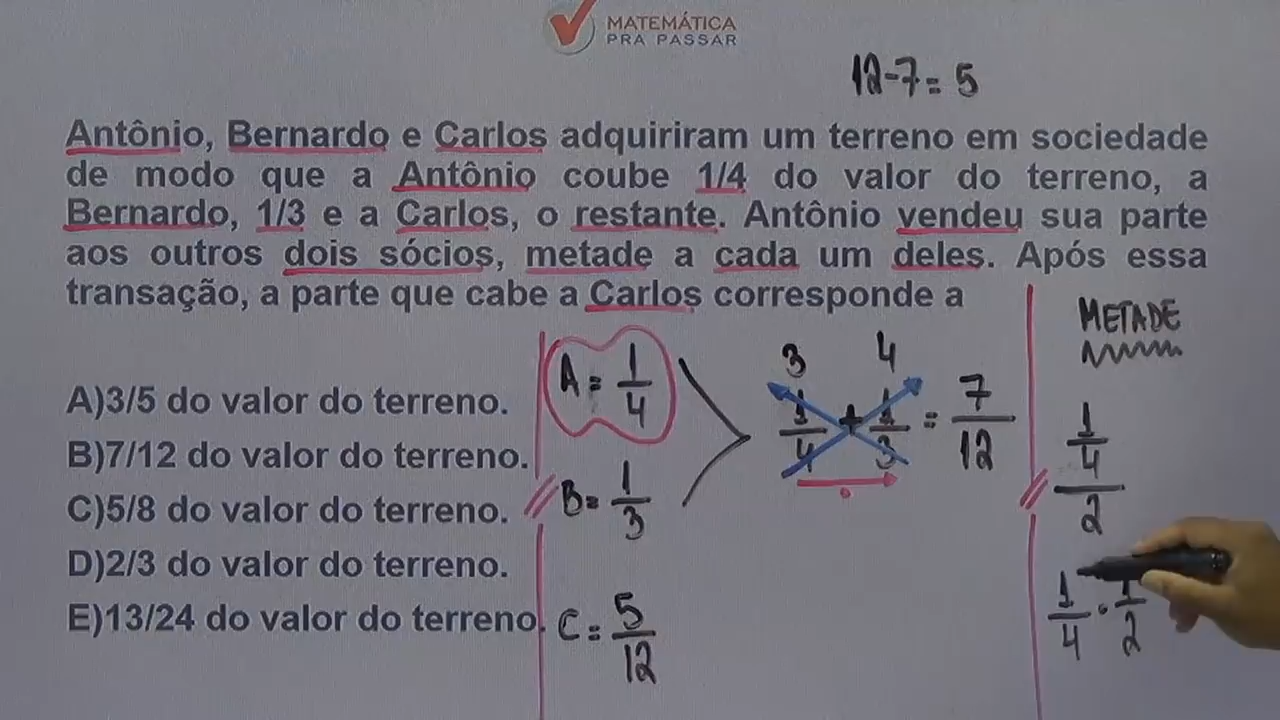 MATEMÁTICA
PRA PASSAR
12-7=5
Antônio, Bernardo e Carlos adquiriram um terreno em sociedade
de modo que a Antônio coube 1/4 do valor do terreno, a
Bernardo, 1/3 e a Carlos, o restante. Antônio vendeu sua parte
aos outros dois sócios, metade a cada um deles. Após essa
transação, a parte que cabe a Carlos corresponde a
A)3/5 do valor do terreno.
B)7/12 do valor do terreno.
C)5/8 do valor do terreno.
D)2/3 do valor do terreno.
E)13/24 do valor do terreno.
A = 1/4
B = 1/3
C = 5/12
3 4
1/4 + 1/3 = 7/12
METADE
1/4
2
1/4 · 1/2